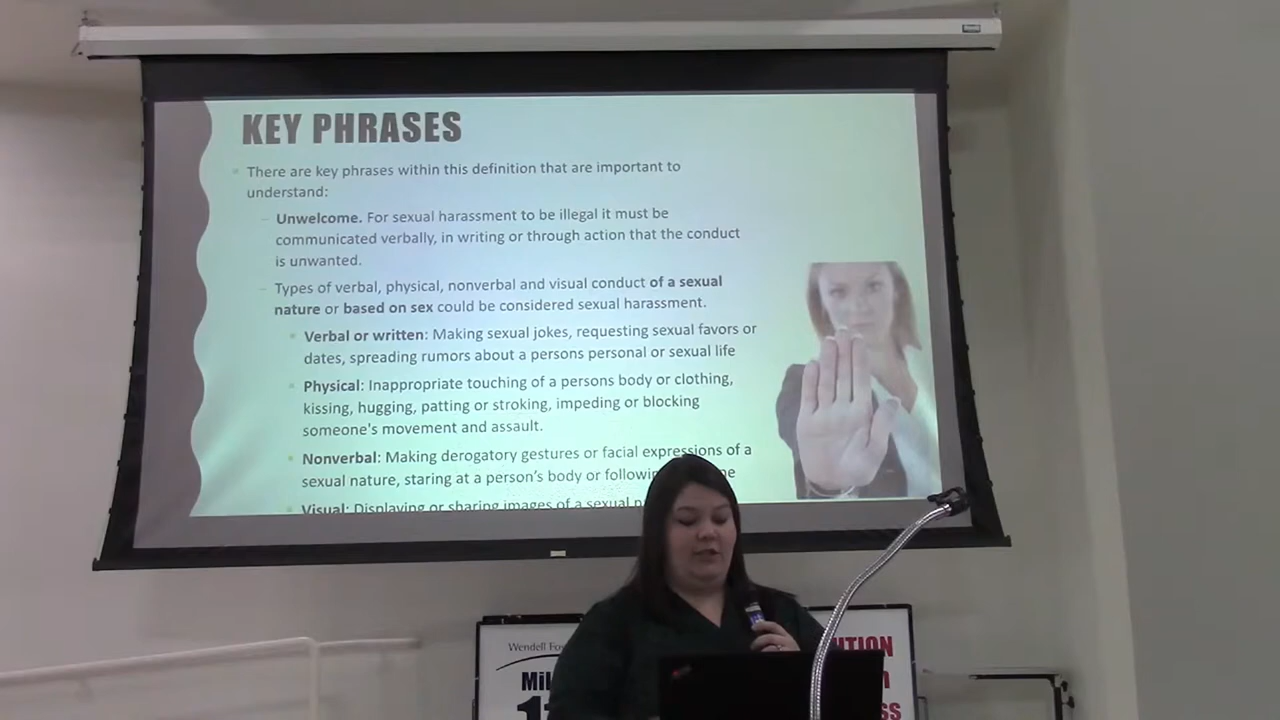 KEY PHRASES
There are key phrases within this definition that are important to
understand:
Unwelcome. For sexual harassment to be illegal it must be
communicated verbally, in writing or through action that the conduct
is unwanted.
Types of verbal, physical, nonverbal and visual conduct of a sexual
nature or based on sex could be considered sexual harassment.
Verbal or written: Making sexual jokes, requesting sexual favors or
dates, spreading rumors about a persons personal or sexual life
Physical: Inappropriate touching of a persons body or clothing,
kissing, hugging, patting or stroking, impeding or blocking
someone's movement and assault.
Nonverbal: Making derogatory gestures or facial expressions of a
sexual nature, staring at a person's body or
Visual: Displaying or sharing images of a sexual
Wendell